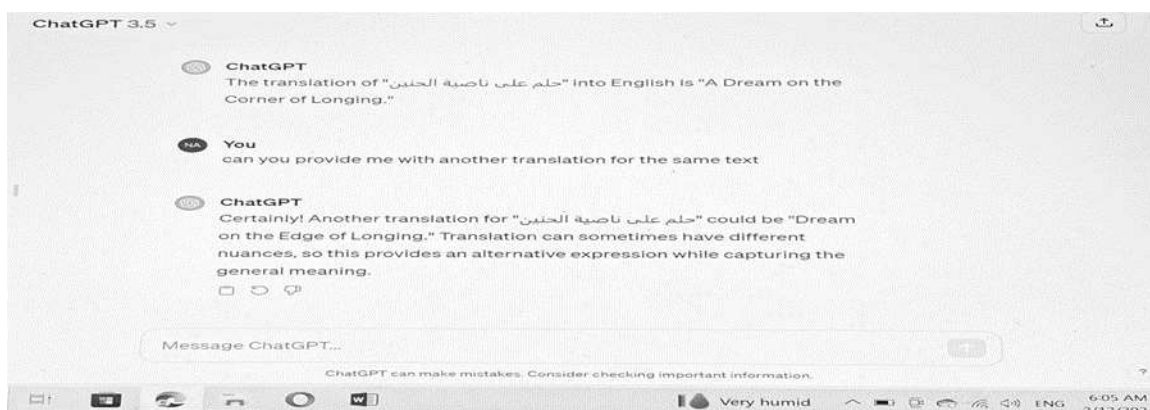 ChatGPT 3.5
ChatGPT
The translation of "حلم على ناصية الحنين" into English is "A Dream on the
Corner of Longing."
NA You
can you provide me with another translation for the same text
ChatGPT
Certainly! Another translation for "حلم على ناصية الحنين" could be "Dream
on the Edge of Longing." Translation can sometimes have different
nuances, so this provides an alternative expression while capturing the
general meaning.
Message ChatGPT...
ChatGPT can make mistakes. Consider checking important information.
?
W Very humid ENG 6:05 AM